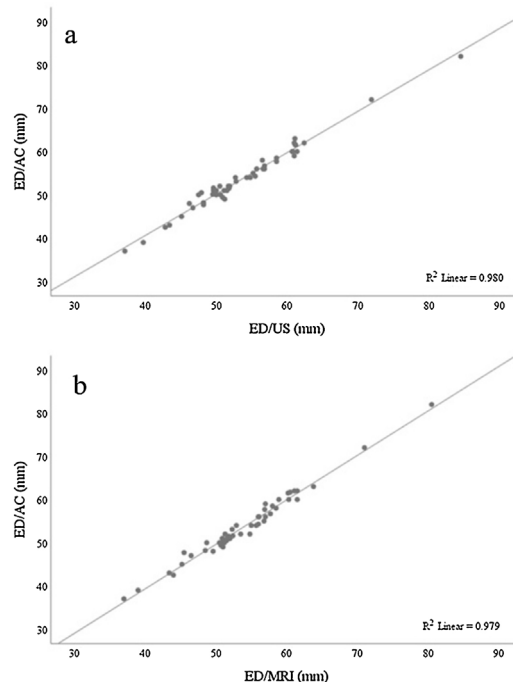 a
90
80
70
60
50
40
30
ED/AC (mm)
R² Linear = 0.980
30 40 50 60 70 80 90
ED/US (mm)
b
90
80
70
60
50
40
30
ED/AC (mm)
R² Linear = 0.979
30 40 50 60 70 80 90
ED/MRI (mm)